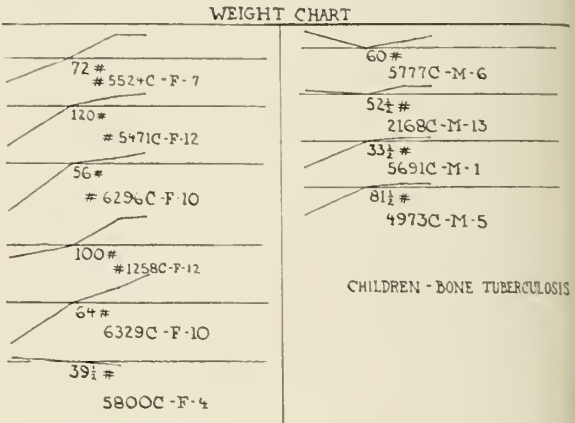 WEIGHT CHART
72 #
# 5524C-F-7
120 #
# 5471C-F-12
56 #
# 6296C-F-10
100 #
#1258C-F-12
64 #
6329C-F-10
39½ #
5800C-F-4
60 #
5777C-M-6
52½ #
2168C-M-13
33½ #
5691C-M-1
81½ #
4973C-M-5
CHILDREN - BONE TUBERCULOSIS